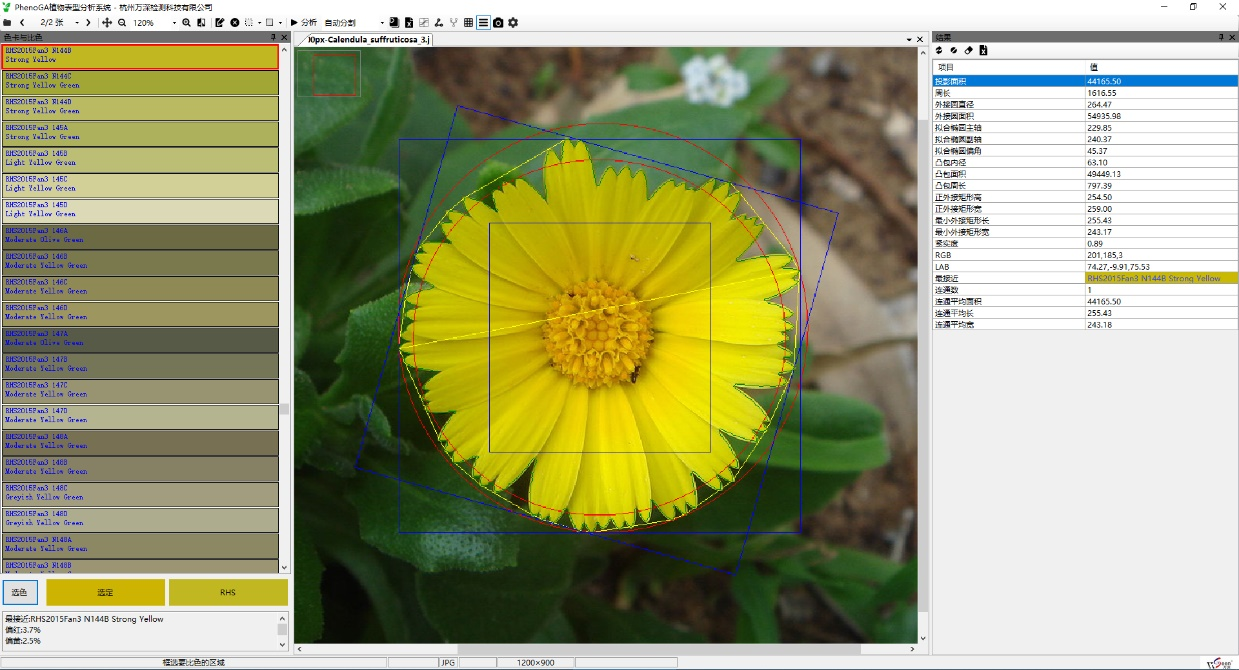 PhenoGA植物表型分析系统 - 杭州万深检测科技有限公司
2/2 张
120%
分析
自动分割
色卡与比色
RHS2015Fan3 N144B
Strong Yellow
RHS2015Fan3 N144C
Strong Yellow Green
RHS2015Fan3 N144D
Strong Yellow Green
RHS2015Fan3 145A
Strong Yellow Green
RHS2015Fan3 145B
Light Yellow Green
RHS2015Fan3 145C
Light Yellow Green
RHS2015Fan3 145D
Light Yellow Green
RHS2015Fan3 146A
Moderate Olive Green
RHS2015Fan3 146B
Moderate Yellow Green
RHS2015Fan3 146C
Moderate Yellow Green
RHS2015Fan3 146D
Moderate Yellow Green
RHS2015Fan3 147A
Moderate Olive Green
RHS2015Fan3 147B
Moderate Yellow Green
RHS2015Fan3 147C
Moderate Yellow Green
RHS2015Fan3 147D
Moderate Yellow Green
RHS2015Fan3 148A
Moderate Yellow Green
RHS2015Fan3 148B
Moderate Yellow Green
RHS2015Fan3 148C
Greyish Yellow Green
RHS2015Fan3 148D
Greyish Yellow Green
RHS2015Fan3 N148A
Moderate Yellow Green
RHS2015Fan3 N148B
选色
选定
RHS
最接近:RHS2015Fan3 N144B Strong Yellow
偏红:3.7%
偏黄:2.5%
框选要比色的区域
J0px-Calendula_suffruticosa_3.j
JPG
1200×900
结果
项目 值
投影面积 44165.50
周长 1616.55
外接圆直径 264.47
外接圆面积 54935.98
拟合椭圆主轴 229.85
拟合椭圆副轴 240.37
拟合椭圆偏角 45.37
凸包内径 63.10
凸包面积 49449.13
凸包周长 797.39
正外接矩形高 254.50
正外接矩形宽 259.00
最小外接矩形长 255.43
最小外接矩形宽 243.17
紧实度 0.89
RGB 201,185,3
LAB 74.27,-9.91,75.53
最接近 RHS2015Fan3 N144B Strong Yellow
连通数 1
连通平均面积 44165.50
连通平均长 255.43
连通平均宽 243.18